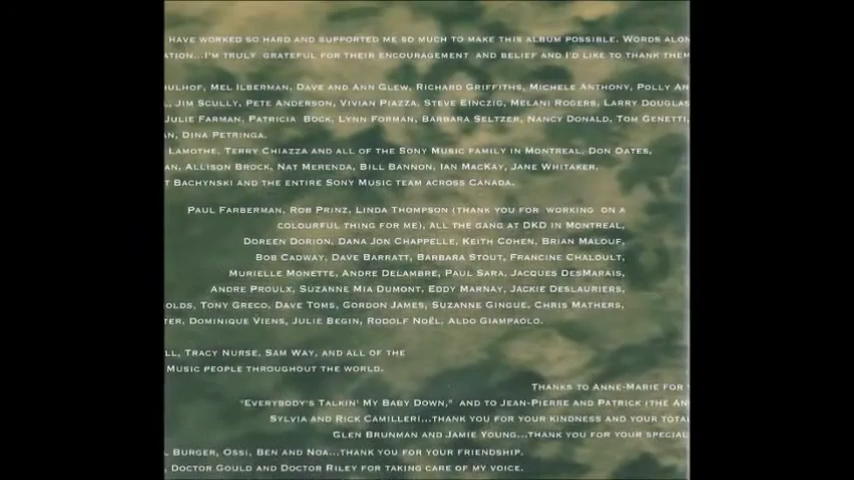 HAVE WORKED SO HARD AND SUPPORTED ME SO MUCH TO MAKE THIS ALBUM POSSIBLE. WORDS ALON
ATION...I'M TRULY GRATEFUL FOR THEIR ENCOURAGEMENT AND BELIEF AND I'D LIKE TO THANK THEM
HULHOF, MEL ILBERMAN, DAVE AND ANN GLEW, RICHARD GRIFFITHS, MICHELE ANTHONY, POLLY AN
., JIM SCULLY, PETE ANDERSON, VIVIAN PIAZZA, STEVE EINCZIG, MELANI ROGERS, LARRY DOUGLAS
JULIE FARMAN, PATRICIA BOCK, LYNN FORMAN, BARBARA SELTZER, NANCY DONALD, TOM GENETTI,
AN, DINA PETRINGA.
LAMOTHE, TERRY CHIAZZA AND ALL OF THE SONY MUSIC FAMILY IN MONTREAL, DON OATES,
AN, ALLISON BROCK, NAT MERENDA, BILL BANNON, IAN MACKAY, JANE WHITAKER,
T BACHYNSKI AND THE ENTIRE SONY MUSIC TEAM ACROSS CANADA.
PAUL FARBERMAN, ROB PRINZ, LINDA THOMPSON (THANK YOU FOR WORKING ON A
COLOURFUL THING FOR ME), ALL THE GANG AT DKD IN MONTREAL,
DOREEN DORION, DANA JON CHAPPELLE, KEITH COHEN, BRIAN MALOUF,
BOB CADWAY, DAVE BARRATT, BARBARA STOUT, FRANCINE CHALOULT,
MURIELLE MONETTE, ANDRE DELAMBRE, PAUL SARA, JACQUES DESMARAIS,
ANDRE PROULX, SUZANNE MIA DUMONT, EDDY MARNAY, JACKIE DESLAURIERS,
OLDS, TONY GRECO, DAVE TOMS, GORDON JAMES, SUZANNE GINGUE, CHRIS MATHERS,
TER, DOMINIQUE VIENS, JULIE BEGIN, RODOLF NOËL, ALDO GIAMPAOLO.
LL, TRACY NURSE, SAM WAY, AND ALL OF THE
MUSIC PEOPLE THROUGHOUT THE WORLD.
THANKS TO ANNE-MARIE FOR Y
"EVERYBODY'S TALKIN' MY BABY DOWN," AND TO JEAN-PIERRE AND PATRICK (THE AN
SYLVIA AND RICK CAMILLERI...THANK YOU FOR YOUR KINDNESS AND YOUR TOTA
GLEN BRUNMAN AND JAMIE YOUNG...THANK YOU FOR YOUR SPECIAL
. BURGER, OSSI, BEN AND NOA...THANK YOU FOR YOUR FRIENDSHIP.
, DOCTOR GOULD AND DOCTOR RILEY FOR TAKING CARE OF MY VOICE.